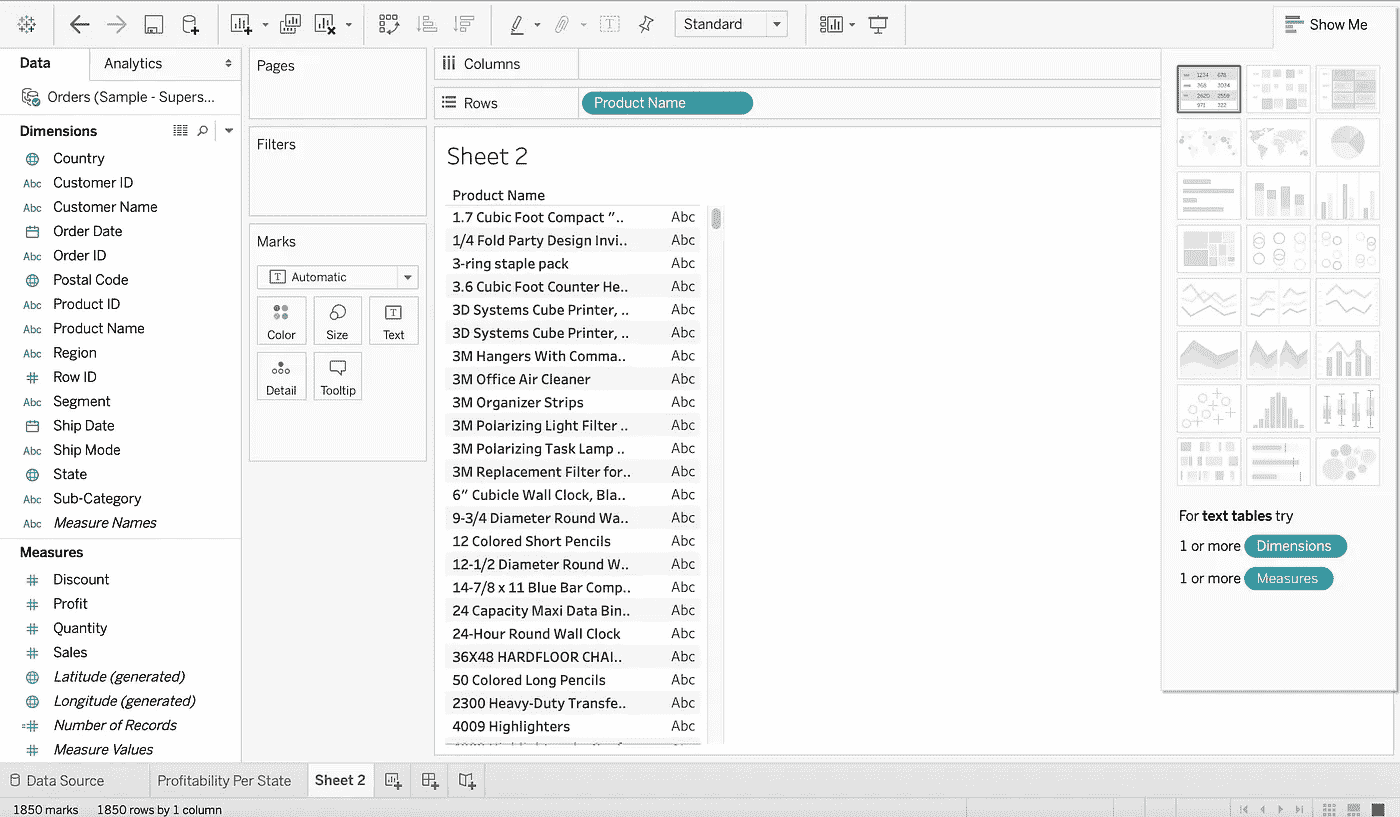 Standard
Show Me
Data
Analytics
Orders (Sample - Supers...
Dimensions
Country
Abc Customer ID
Abc Customer Name
Order Date
Abc Order ID
Postal Code
Abc Product ID
Abc Product Name
Abc Region
Row ID
Abc Segment
Ship Date
Abc Ship Mode
State
Abc Sub-Category
Abc Measure Names
Measures
Discount
Profit
Quantity
Sales
Latitude (generated)
Longitude (generated)
Number of Records
Measure Values
Pages
Filters
Marks
T Automatic
Color
Size
T Text
Detail
Tooltip
Columns
Rows
Product Name
Sheet 2
Product Name
1.7 Cubic Foot Compact ”.. Abc
1/4 Fold Party Design Invi.. Abc
3-ring staple pack Abc
3.6 Cubic Foot Counter He.. Abc
3D Systems Cube Printer, .. Abc
3D Systems Cube Printer, .. Abc
3M Hangers With Comma.. Abc
3M Office Air Cleaner Abc
3M Organizer Strips Abc
3M Polarizing Light Filter .. Abc
3M Polarizing Task Lamp .. Abc
3M Replacement Filter for.. Abc
6” Cubicle Wall Clock, Bla.. Abc
9-3/4 Diameter Round Wa.. Abc
12 Colored Short Pencils Abc
12-1/2 Diameter Round W.. Abc
14-7/8 x 11 Blue Bar Comp.. Abc
24 Capacity Maxi Data Bin.. Abc
24-Hour Round Wall Clock Abc
36X48 HARDFLOOR CHAI.. Abc
50 Colored Long Pencils Abc
2300 Heavy-Duty Transfe.. Abc
4009 Highlighters Abc
For text tables try
1 or more Dimensions
1 or more Measures
Data Source
Profitability Per State
Sheet 2
1850 marks
1850 rows by 1 column